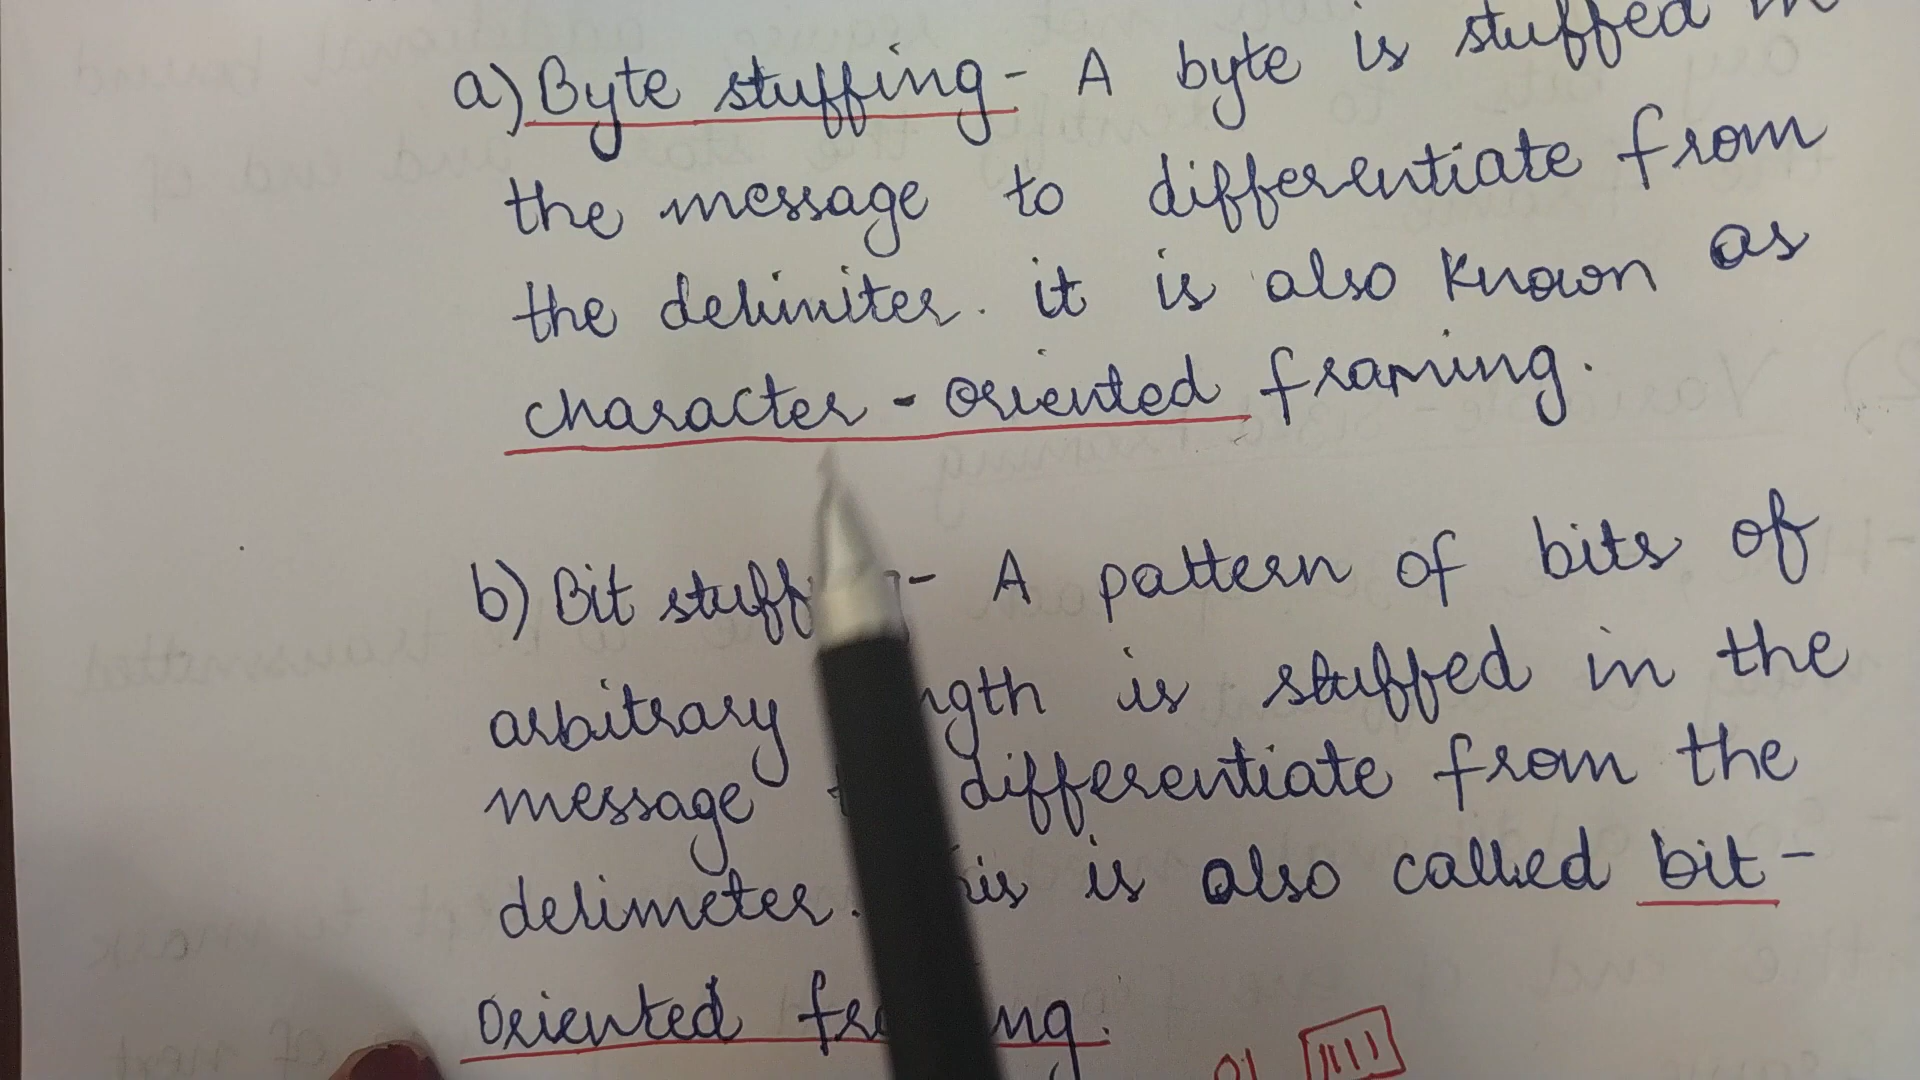 a) Byte stuffing - A byte is stuffed in
the message to differentiate from
the delimiter. it is also known as
character - oriented framing.
b) Bit - A pattern of bits of
arbitrary is stuffed in the
message differentiate from the
delimeter. is also called bit -
oriented
01 1111